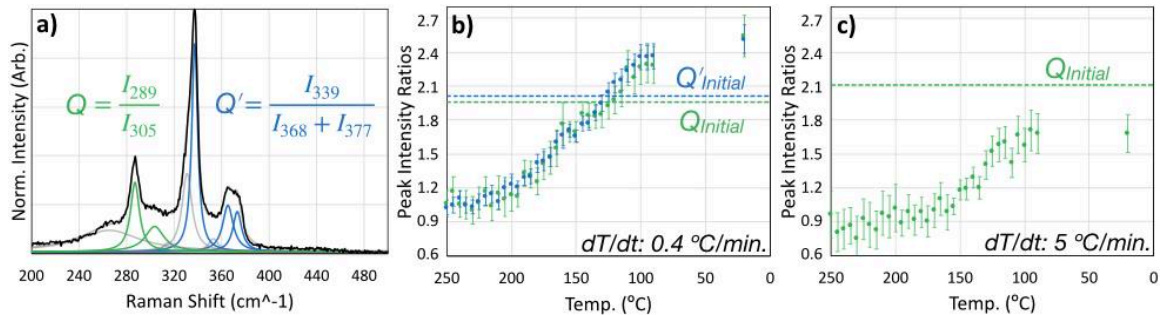 a)
Norm. Intensity (Arb.)
Q = I289 / I305
Q′ = I339 / I368 + I377
200 240 280 320 360 400 440 480
Raman Shift (cm^-1)
b)
Peak Intensity Ratios
2.7
2.4
2.1
1.8
1.5
1.2
0.9
0.6
Q′Initial
QInitial
dT/dt: 0.4 °C/min.
250 200 150 100 50 0
Temp. (°C)
c)
Peak Intensity Ratios
2.7
2.4
2.1
1.8
1.5
1.2
0.9
0.6
QInitial
dT/dt: 5 °C/min.
250 200 150 100 50 0
Temp. (°C)